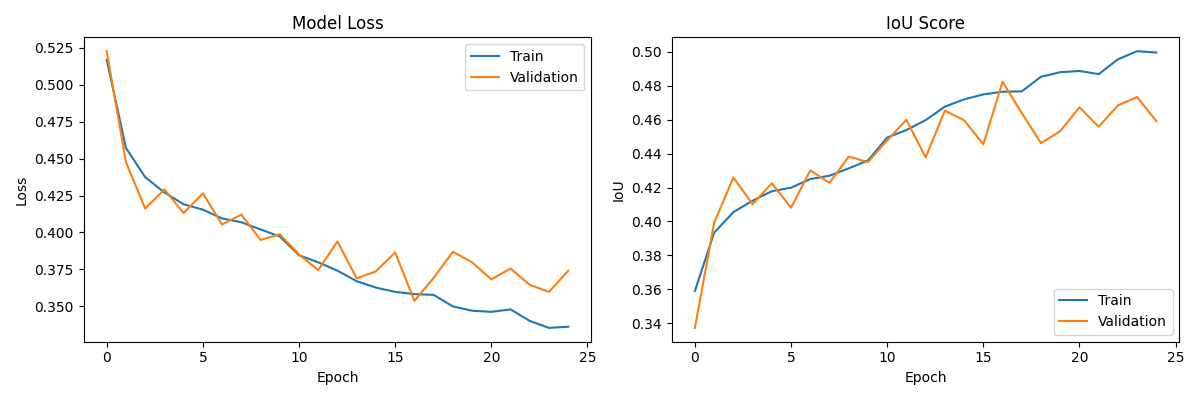 Model Loss
Train
Validation
0.525
0.500
0.475
0.450
0.425
0.400
0.375
0.350
Loss
0 5 10 15 20 25
Epoch
IoU Score
0.50
0.48
0.46
0.44
0.42
0.40
0.38
0.36
0.34
IoU
Train
Validation
0 5 10 15 20 25
Epoch